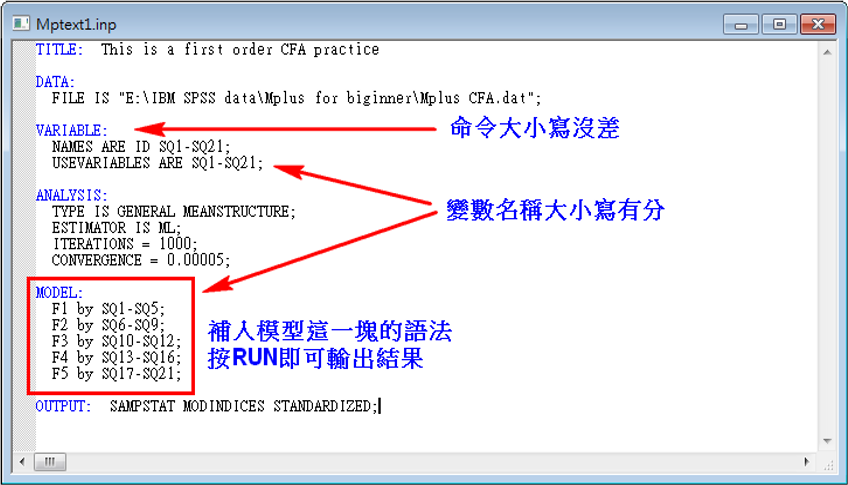 Mptext1.inp
TITLE: This is a first order CFA practice
DATA:
FILE IS "E:\IBM SPSS data\Mplus for biginner\Mplus CFA.dat";
VARIABLE:
命令大小寫沒差
NAMES ARE ID SQ1-SQ21;
USEVARIABLES ARE SQ1-SQ21;
ANALYSIS:
變數名稱大小寫有分
TYPE IS GENERAL MEANSTRUCTURE;
ESTIMATOR IS ML;
ITERATIONS = 1000;
CONVERGENCE = 0.00005;
MODEL:
F1 by SQ1-SQ5;
F2 by SQ6-SQ9;
F3 by SQ10-SQ12;
F4 by SQ13-SQ16;
F5 by SQ17-SQ21;
補入模型這一塊的語法
按RUN即可輸出結果
OUTPUT: SAMPSTAT MODINDICES STANDARDIZED;